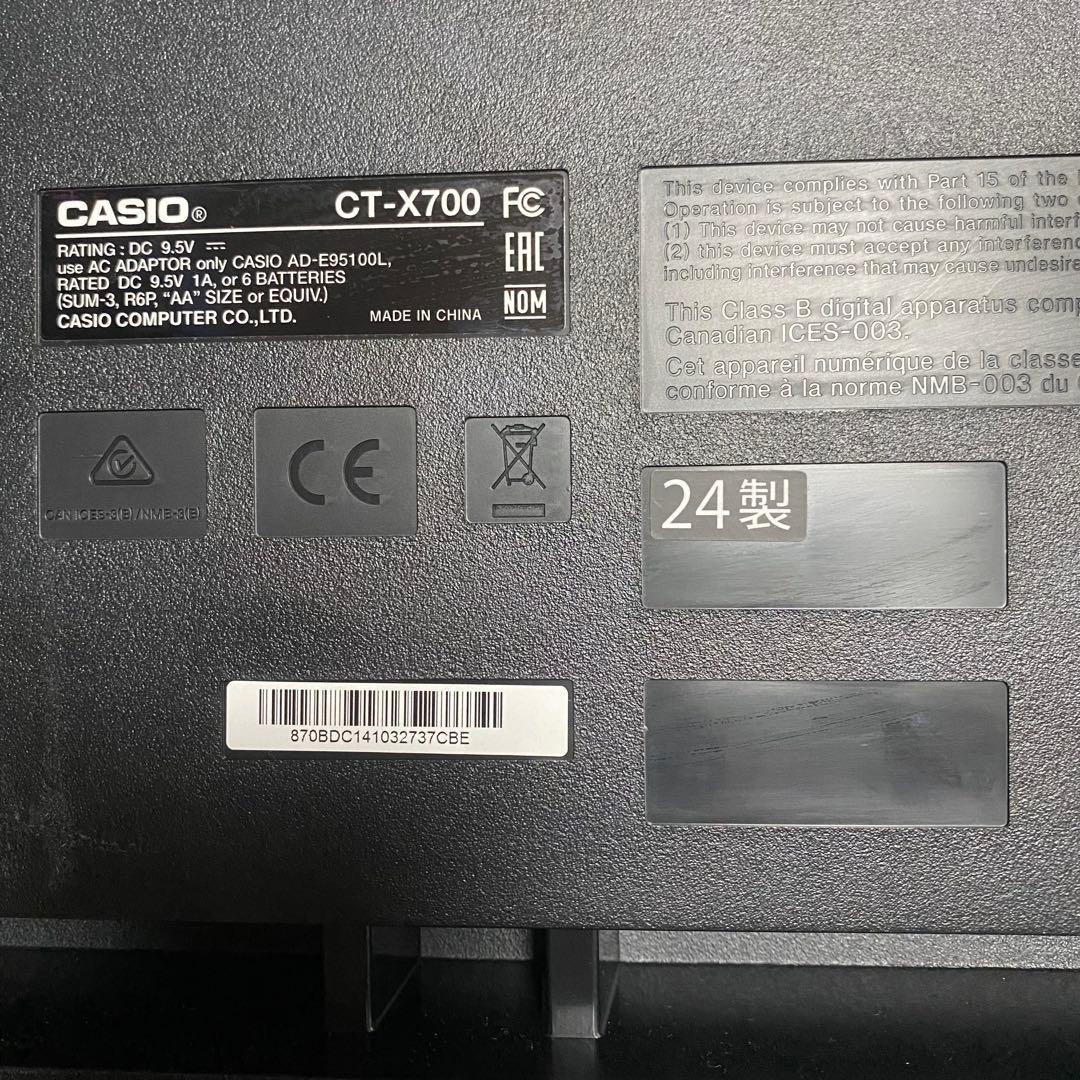 CASIO® CT-X700 FC
RATING : DC 9.5V
use AC ADAPTOR only CASIO AD-E95100L,
RATED DC 9.5V 1A, or 6 BATTERIES
(SUM-3, R6P, “AA” SIZE or EQUIV.)
CASIO COMPUTER CO.,LTD. MADE IN CHINA
EAC
NOM
This device complies with Part 15 of the
Operation is subject to the following two
(1) This device may not cause harmful interf
(2) this device must accept any interferenc
including interference that may cause undesira
This Class B digital apparatus comp
Canadian ICES-003.
Cet appareil numérique de la classe
conforme à la norme NMB-003 du
CAN ICES-3(B)/NMB-3(B)
CE
24製
870BDC141032737CBE